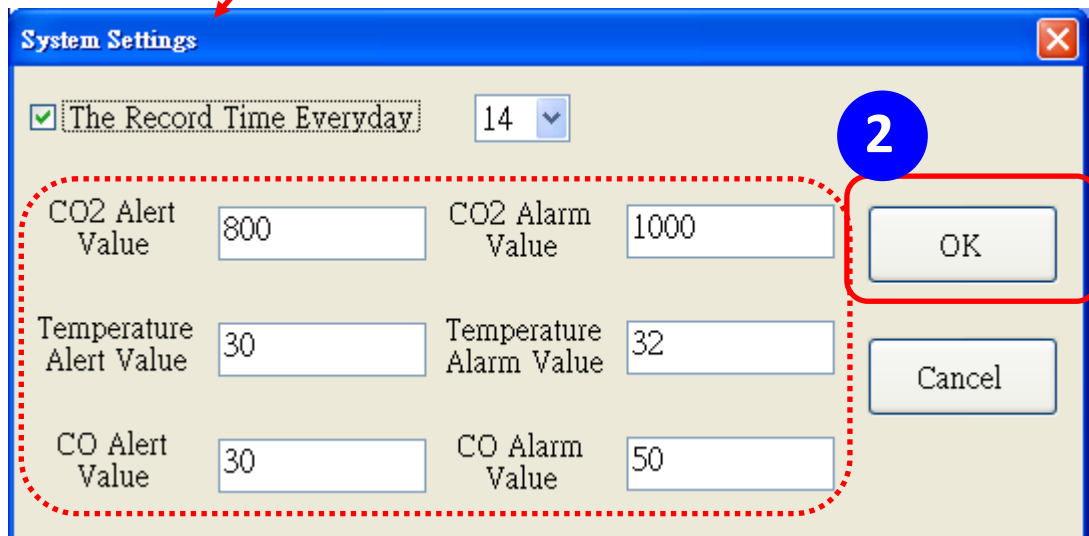 System Settings
The Record Time Everyday 14
2
CO2 Alert
Value
800
CO2 Alarm
Value
1000
OK
Temperature
Alert Value
30
Temperature
Alarm Value
32
Cancel
CO Alert
Value
30
CO Alarm
Value
50